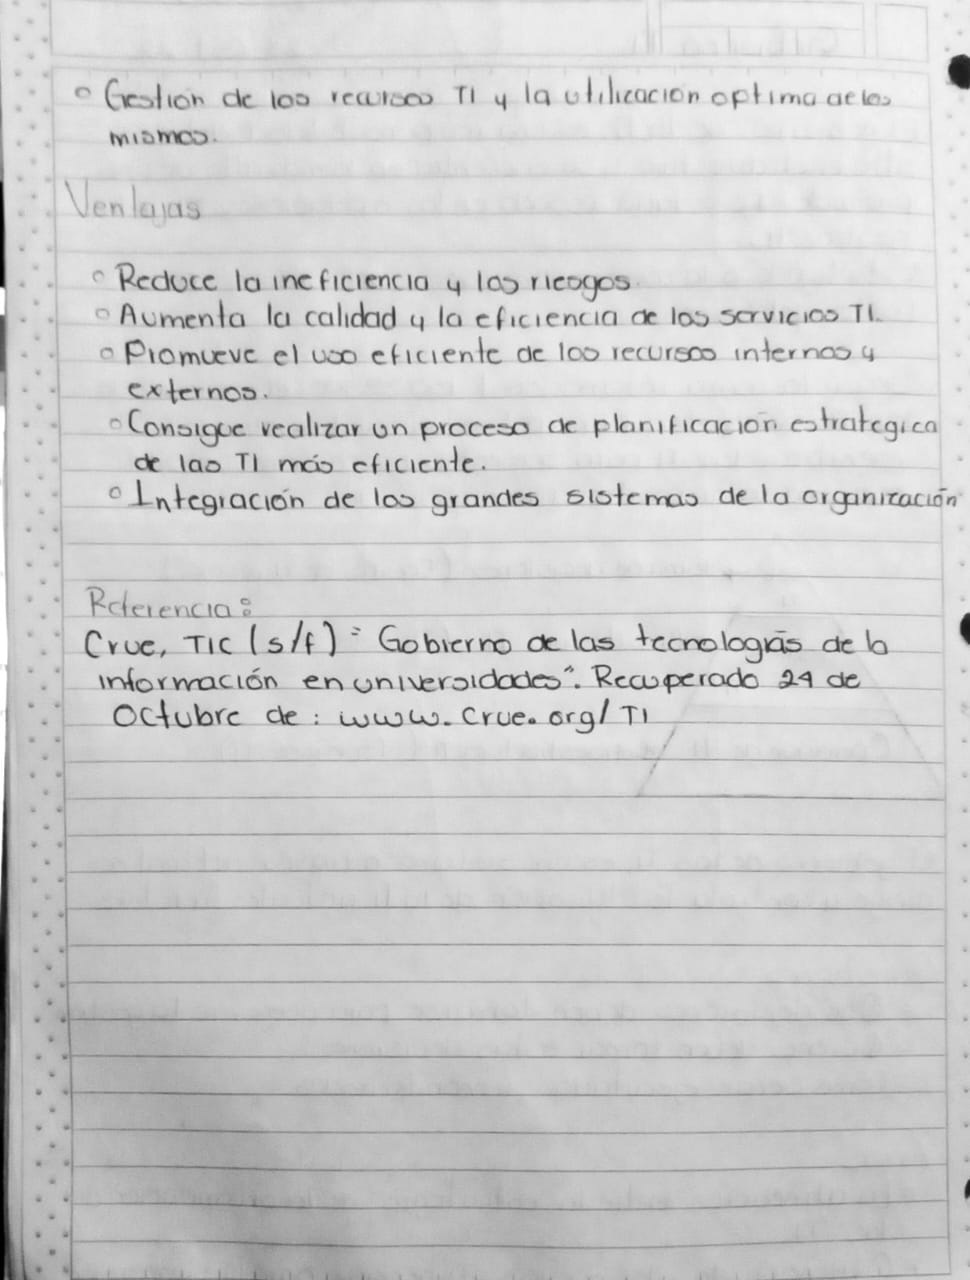 ◦ Gestión de los recursos TI y la utilización optima de los
mismos.
Ventajas
◦ Reduce la ineficiencia y los riesgos.
◦ Aumenta la calidad y la eficiencia de los servicios TI.
◦ Promueve el uso eficiente de los recursos internos y
externos.
◦ Consigue realizar un proceso de planificación estrategica
de las TI más eficiente.
◦ Integración de los grandes sistemas de la organización
Referencia:
Crue, TIC (s/f) "Gobierno de las tecnologías de la
información en universidades". Recuperado 24 de
Octubre de: www.crue.org/TI